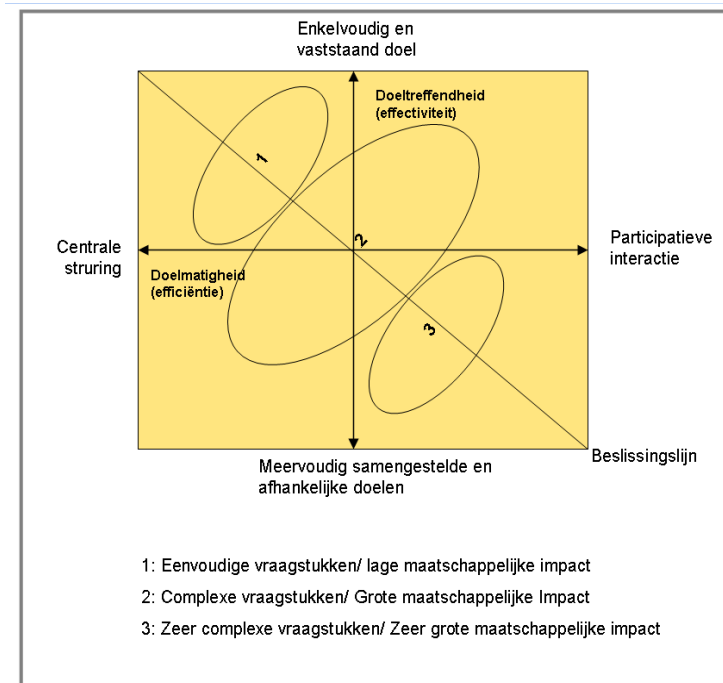 Enkelvoudig en
vaststaand doel
Doeltreffendheid
(effectiviteit)
1
2
Centrale
struring
Participatieve
interactie
Doelmatigheid
(efficiëntie)
3
Beslissingslijn
Meervoudig samengestelde en
afhankelijke doelen
1: Eenvoudige vraagstukken/ lage maatschappelijke impact
2: Complexe vraagstukken/ Grote maatschappelijke Impact
3: Zeer complexe vraagstukken/ Zeer grote maatschappelijke impact